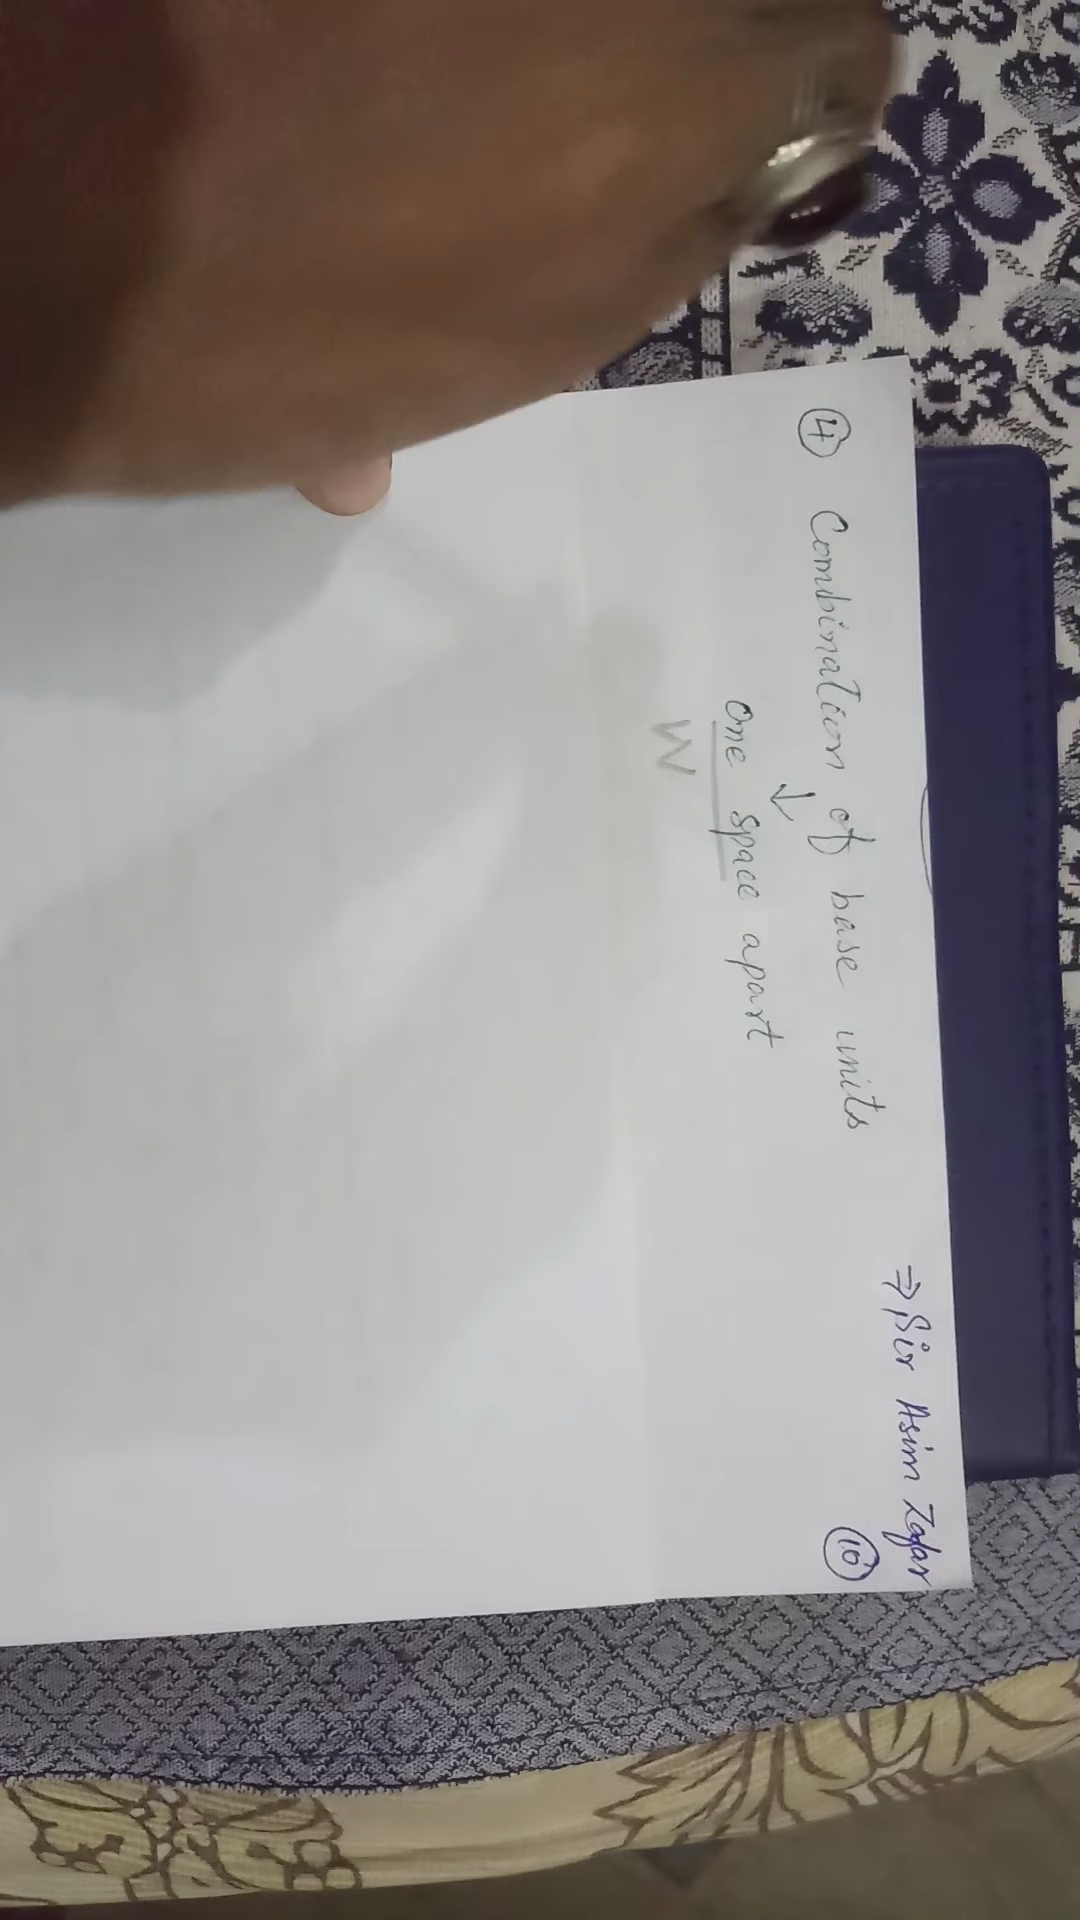 ⇒ Sir Asim Zafar
(10)
(4) Combination of base units
↓
One space apart
N